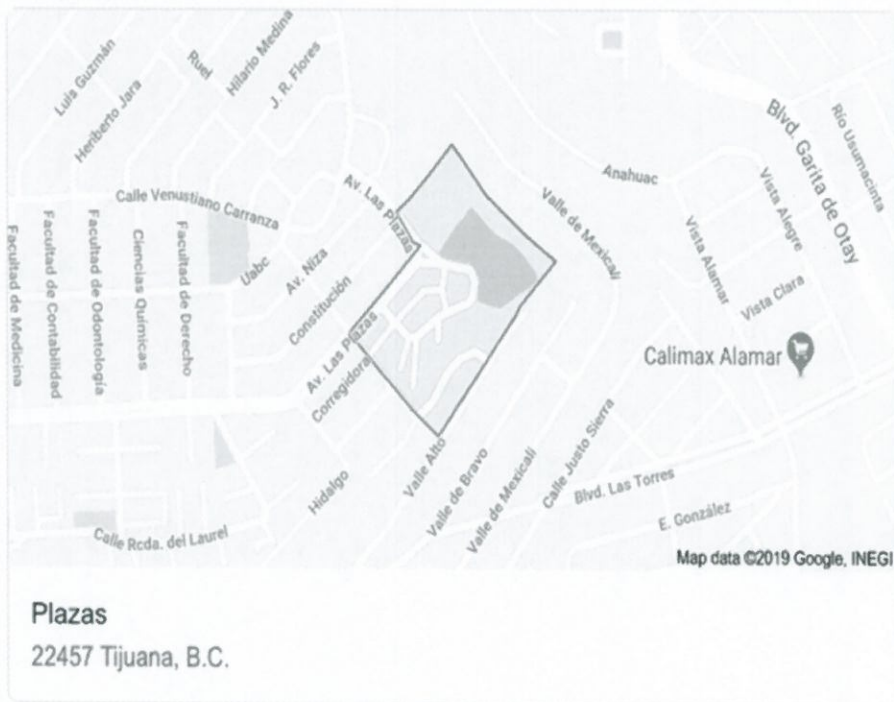 Luis Guzmán
Heriberto Jara
Ruel
Hilario Medina
J. R. Flores
Calle Venustiano Carranza
Av. Las Plazas
Anahuac
Valle de Mexicali
Blvd. Garita de Otay
Río Usumacinta
Vista Alegre
Vista Alamar
Vista Clara
Facultad de Medicina
Facultad de Contabilidad
Facultad de Odontología
Ciencias Químicas
Facultad de Derecho
Uabc
Av. Niza
Constitución
Av. Las Plazas
Corregidora
Calimax Alamar
Hidalgo
Valle Alto
Valle de Bravo
Valle de Mexicali
Calle Justo Sierra
Blvd. Las Torres
E. González
Calle Rcda. del Laurel
Map data ©2019 Google, INEGI
Plazas
22457 Tijuana, B.C.